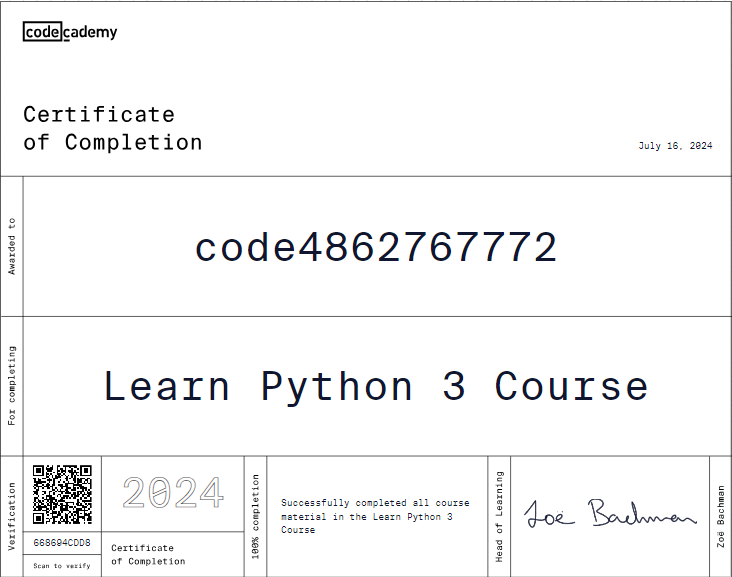 codecademy
Certificate
of Completion
July 16, 2024
Awarded to
code4862767772
For completing
Learn Python 3 Course
Verification
668694CDD8
Scan to verify
2024
Certificate
of Completion
100% completion
Successfully completed all course
material in the Learn Python 3
Course
Head of Learning
Zoë Bachman
Zoë Bachman